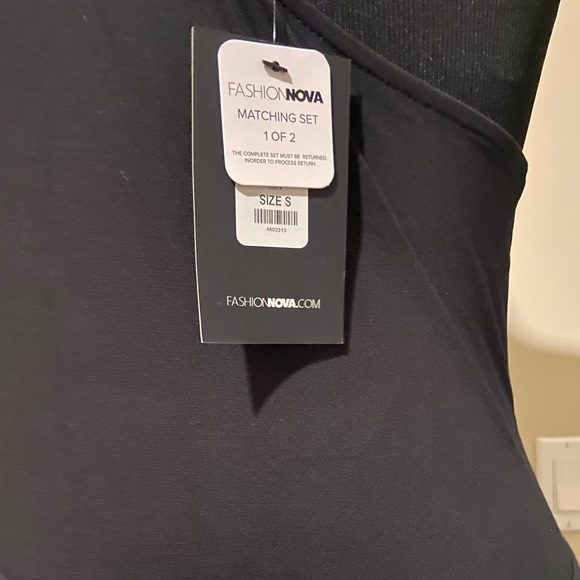 FASHIONNOVA
MATCHING SET
1 OF 2
THE COMPLETE SET MUST BE RETURNED,
INORDER TO PROCESS RETURN
SIZE S
4602313
FASHIONNOVA.COM